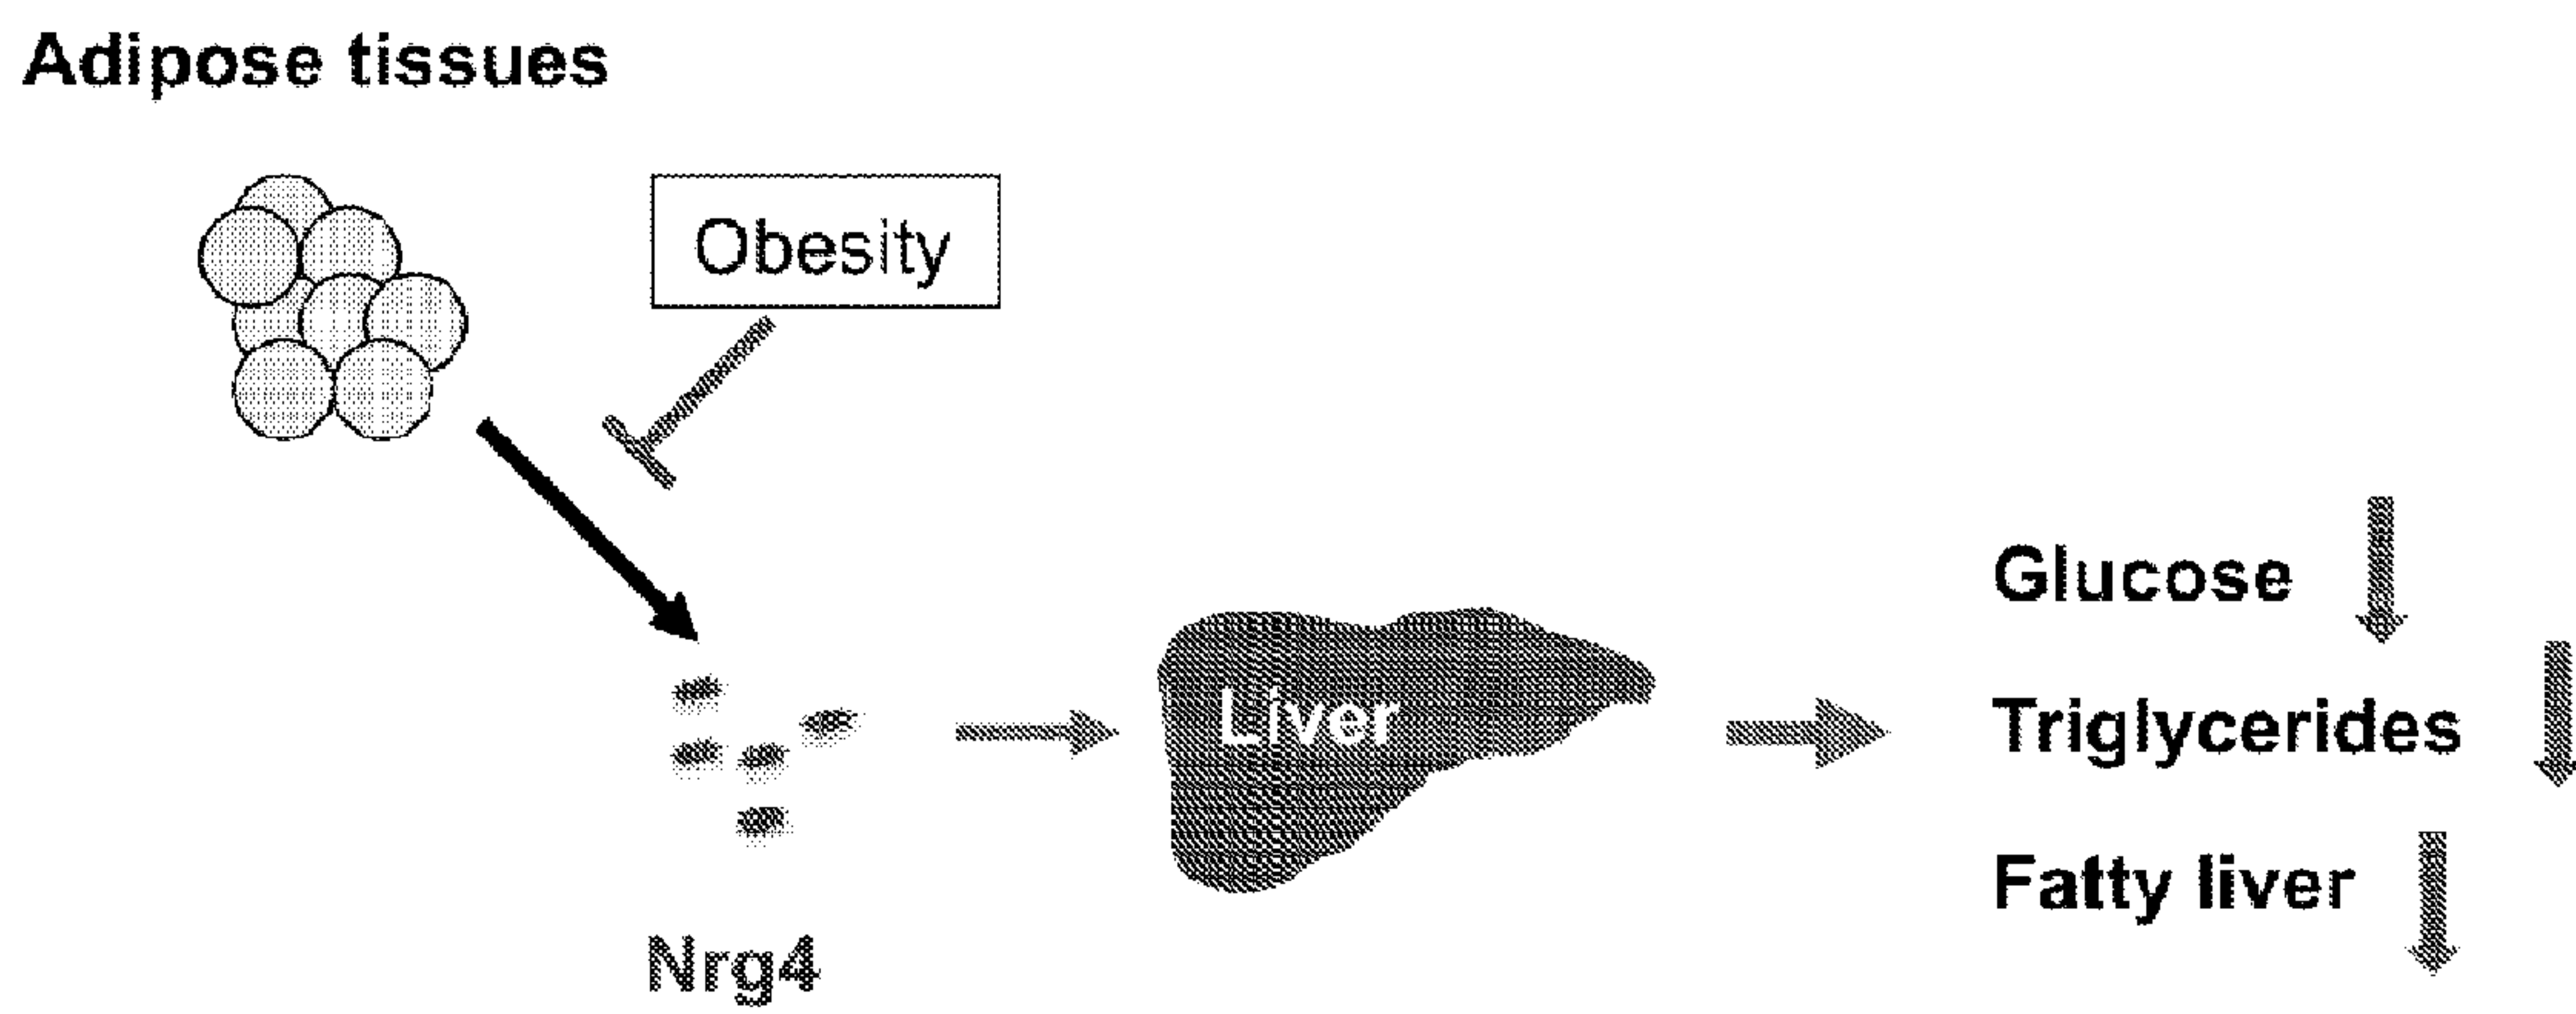 Adipose tissues
Obesity
Glucose
Liver
Triglycerides
Fatty liver
Nrg4